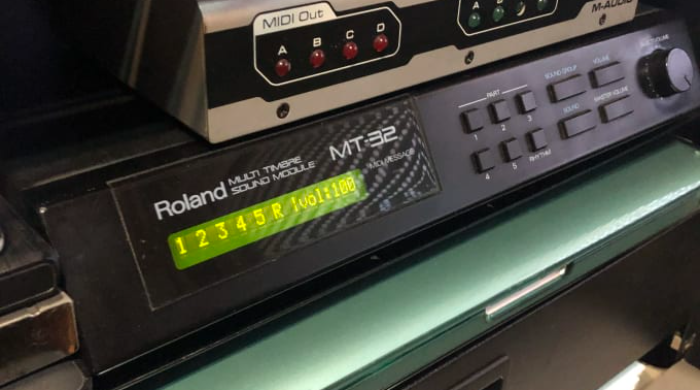 MIDI Out
A B C D
A B C D
M-AUDIO
Roland
MULTI TIMBRE
SOUND MODULE
MT-32
MIDI MESSAGE
1 2 3 4 5 R |vol:100
PART
1 2 3
4 5 RHYTHM
SOUND GROUP
VOLUME
SOUND
MASTER VOLUME